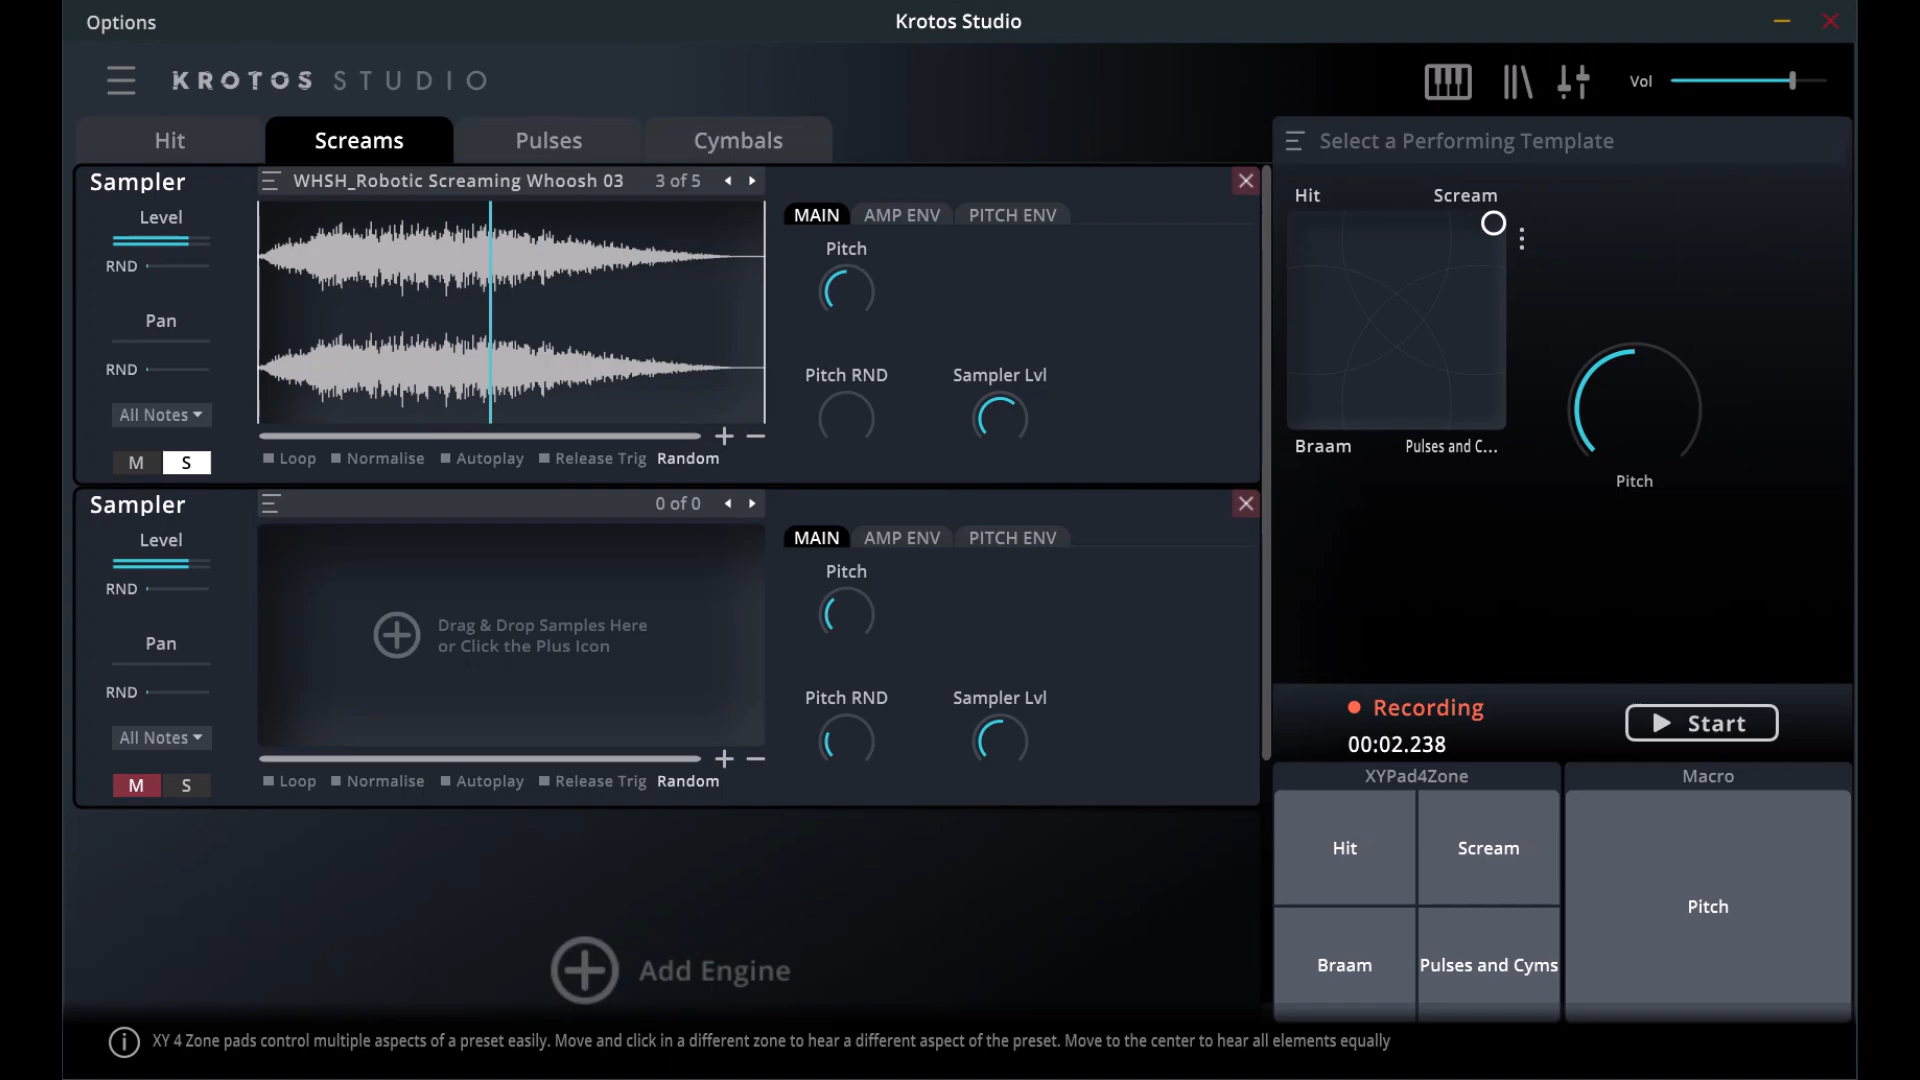 Options
Krotos Studio
KROTOS STUDIO
Vol
Hit
Screams
Pulses
Cymbals
Select a Performing Template
Sampler
WHSH_Robotic Screaming Whoosh 03
3 of 5
Level
RND
Pan
RND
All Notes
M
S
Loop
Normalise
Autoplay
Release Trig
Random
MAIN
AMP ENV
PITCH ENV
Pitch
Pitch RND
Sampler Lvl
Hit
Scream
Braam
Pulses and C...
Pitch
Sampler
0 of 0
Level
RND
Pan
RND
All Notes
M
S
Drag & Drop Samples Here
or Click the Plus Icon
Loop
Normalise
Autoplay
Release Trig
Random
MAIN
AMP ENV
PITCH ENV
Pitch
Pitch RND
Sampler Lvl
Recording
00:02.238
Start
XYPad4Zone
Macro
Hit
Scream
Braam
Pulses and Cyms
Pitch
Add Engine
XY 4 Zone pads control multiple aspects of a preset easily. Move and click in a different zone to hear a different aspect of the preset. Move to the center to hear all elements equally